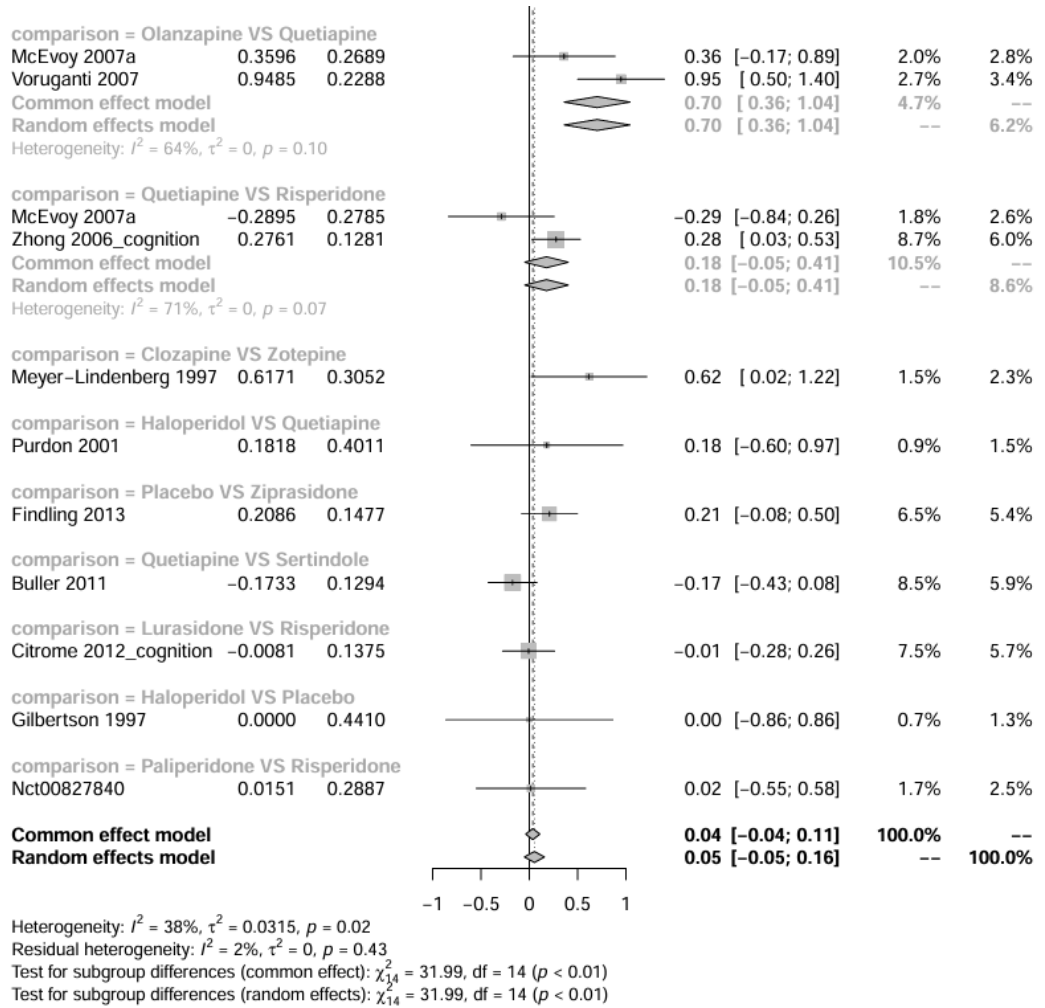 comparison = Olanzapine VS Quetiapine
McEvoy 2007a 0.3596 0.2689 0.36 [−0.17; 0.89] 2.0% 2.8%
Voruganti 2007 0.9485 0.2288 0.95 [ 0.50; 1.40] 2.7% 3.4%
Common effect model 0.70 [ 0.36; 1.04] 4.7% −−
Random effects model 0.70 [ 0.36; 1.04] −− 6.2%
Heterogeneity: I² = 64%, τ² = 0, p = 0.10
comparison = Quetiapine VS Risperidone
McEvoy 2007a −0.2895 0.2785 −0.29 [−0.84; 0.26] 1.8% 2.6%
Zhong 2006_cognition 0.2761 0.1281 0.28 [ 0.03; 0.53] 8.7% 6.0%
Common effect model 0.18 [−0.05; 0.41] 10.5% −−
Random effects model 0.18 [−0.05; 0.41] −− 8.6%
Heterogeneity: I² = 71%, τ² = 0, p = 0.07
comparison = Clozapine VS Zotepine
Meyer−Lindenberg 1997 0.6171 0.3052 0.62 [ 0.02; 1.22] 1.5% 2.3%
comparison = Haloperidol VS Quetiapine
Purdon 2001 0.1818 0.4011 0.18 [−0.60; 0.97] 0.9% 1.5%
comparison = Placebo VS Ziprasidone
Findling 2013 0.2086 0.1477 0.21 [−0.08; 0.50] 6.5% 5.4%
comparison = Quetiapine VS Sertindole
Buller 2011 −0.1733 0.1294 −0.17 [−0.43; 0.08] 8.5% 5.9%
comparison = Lurasidone VS Risperidone
Citrome 2012_cognition −0.0081 0.1375 −0.01 [−0.28; 0.26] 7.5% 5.7%
comparison = Haloperidol VS Placebo
Gilbertson 1997 0.0000 0.4410 0.00 [−0.86; 0.86] 0.7% 1.3%
comparison = Paliperidone VS Risperidone
Nct00827840 0.0151 0.2887 0.02 [−0.55; 0.58] 1.7% 2.5%
Common effect model 0.04 [−0.04; 0.11] 100.0% −−
Random effects model 0.05 [−0.05; 0.16] −− 100.0%
−1 −0.5 0 0.5 1
Heterogeneity: I² = 38%, τ² = 0.0315, p = 0.02
Residual heterogeneity: I² = 2%, τ² = 0, p = 0.43
Test for subgroup differences (common effect): χ²₁₄ = 31.99, df = 14 (p < 0.01)
Test for subgroup differences (random effects): χ²₁₄ = 31.99, df = 14 (p < 0.01)